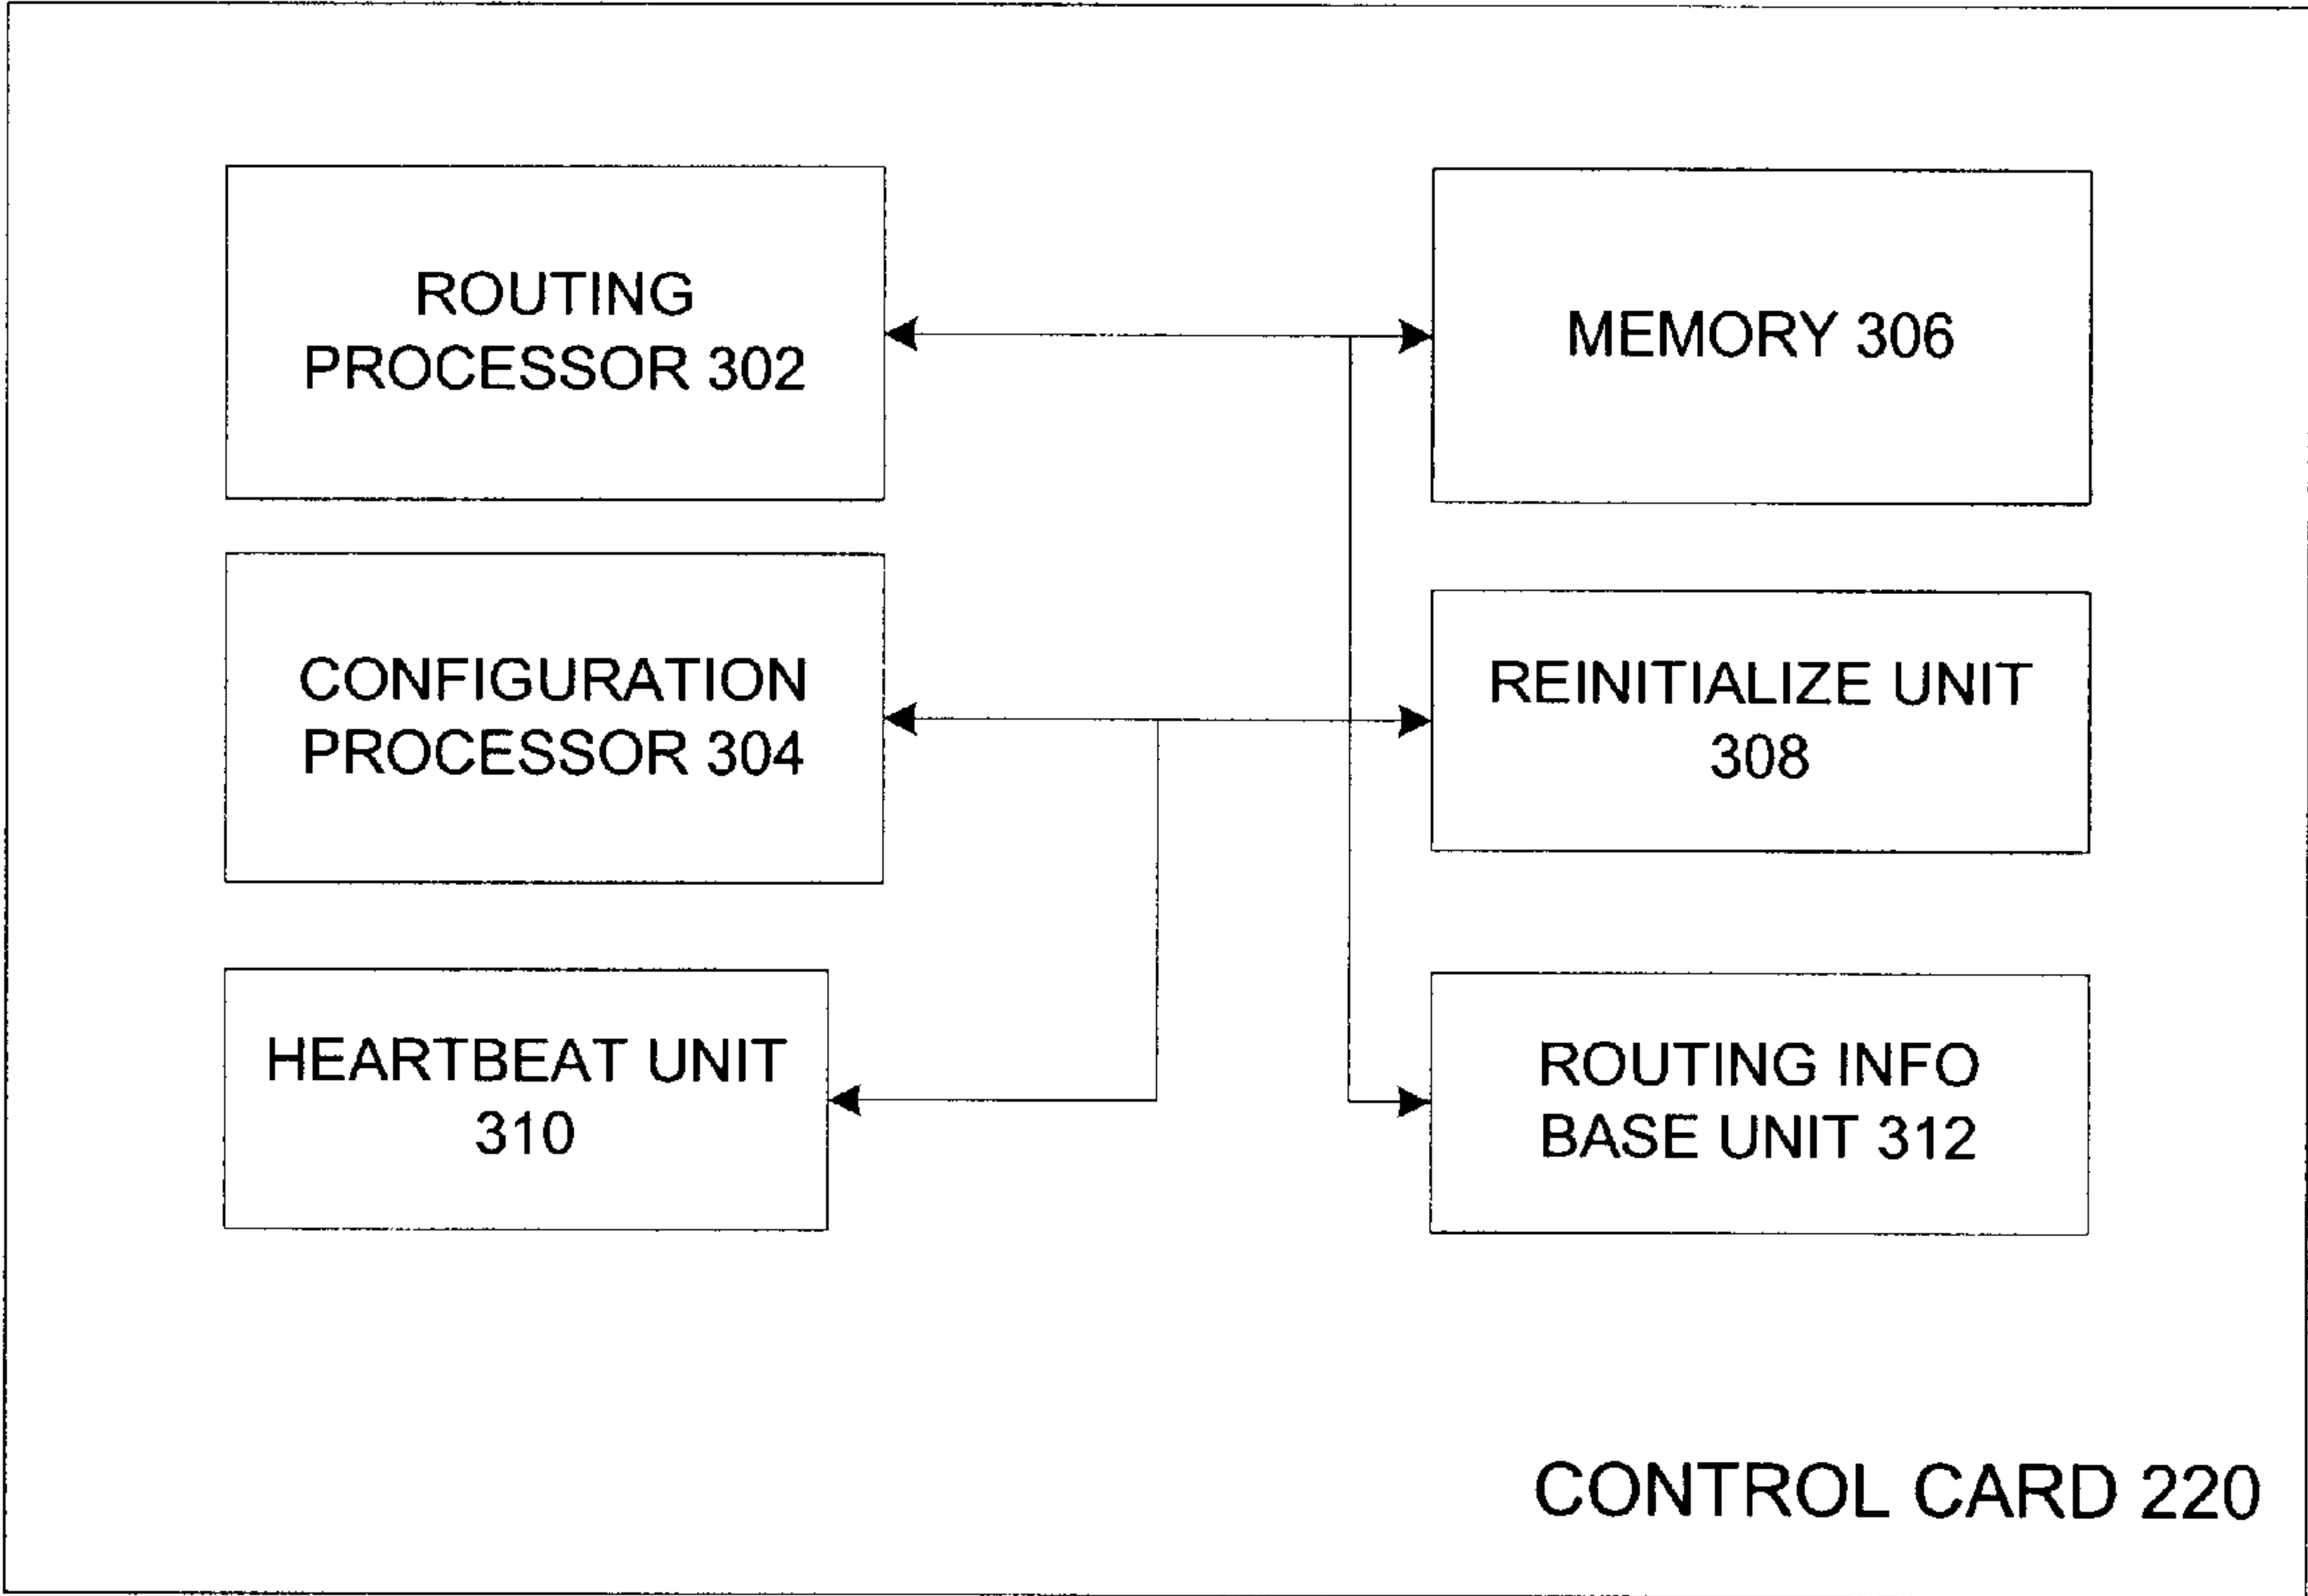 ROUTING
PROCESSOR 302
MEMORY 306
CONFIGURATION
PROCESSOR 304
REINITIALIZE UNIT
308
HEARTBEAT UNIT
310
ROUTING INFO
BASE UNIT 312
CONTROL CARD 220